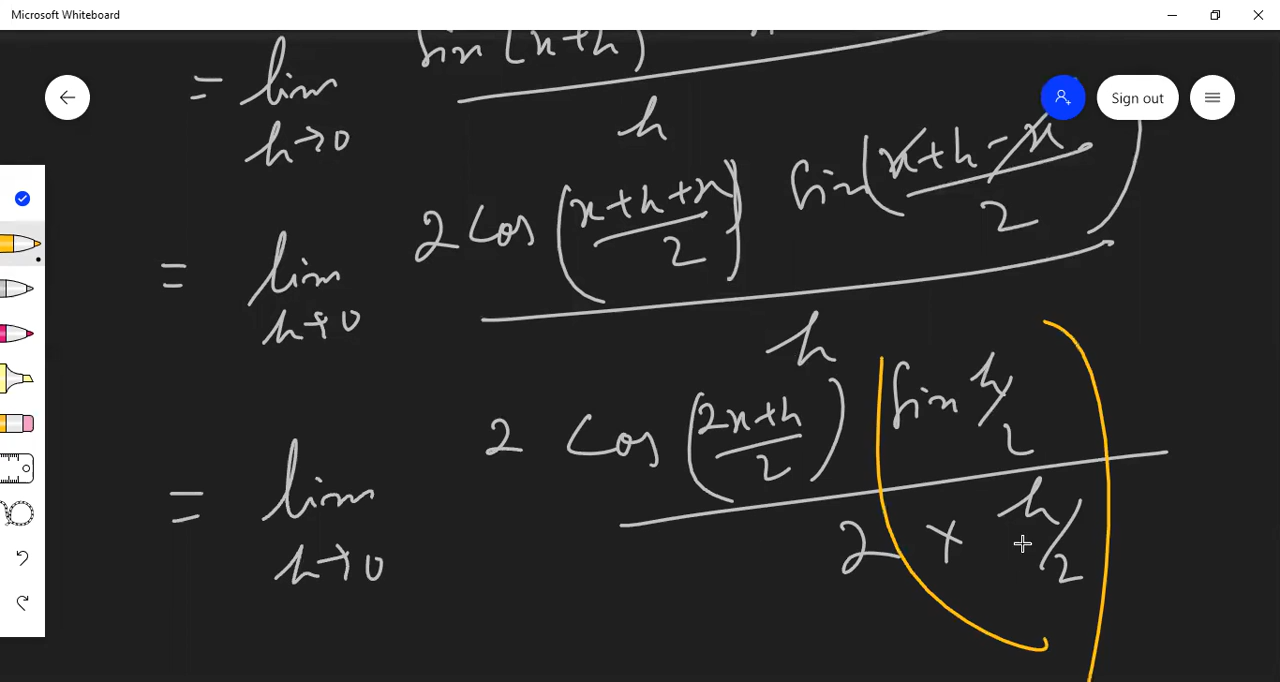 Microsoft Whiteboard
Sign out
= lim h→0 sin(x+h) / h
= lim h→0 2 cos((x+h+x)/2) sin((x+h-x)/2) / h
= lim h→0 2 cos((2x+h)/2) sin h/2 / 2 × h/2